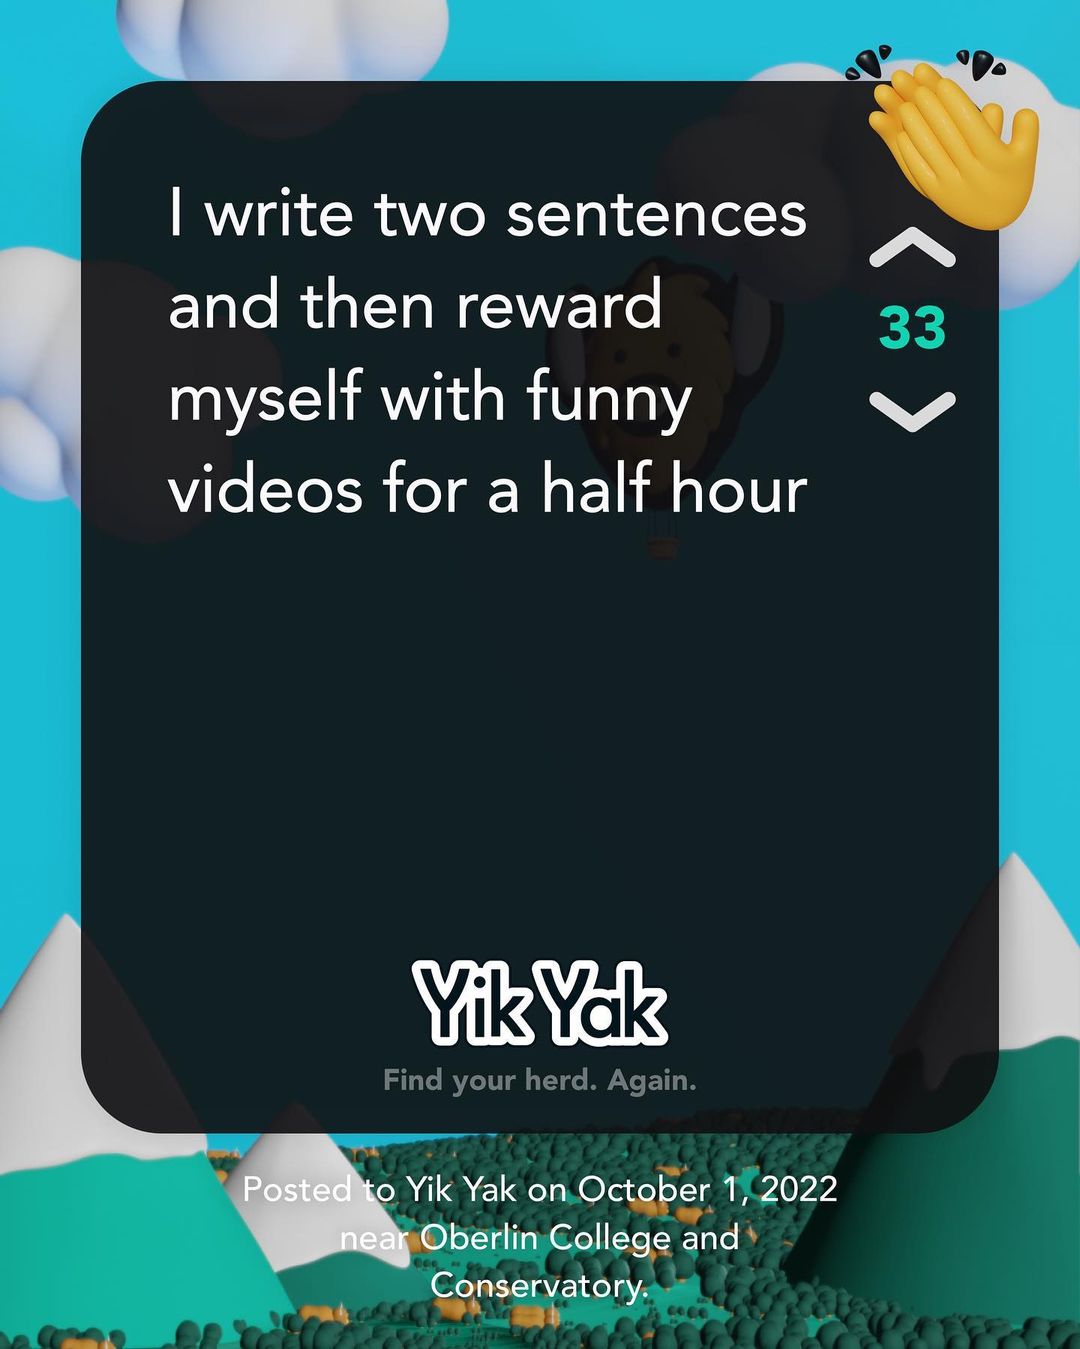 I write two sentences
and then reward
myself with funny
videos for a half hour
33
Yik Yak
Find your herd. Again.
Posted to Yik Yak on October 1, 2022
near Oberlin College and
Conservatory.